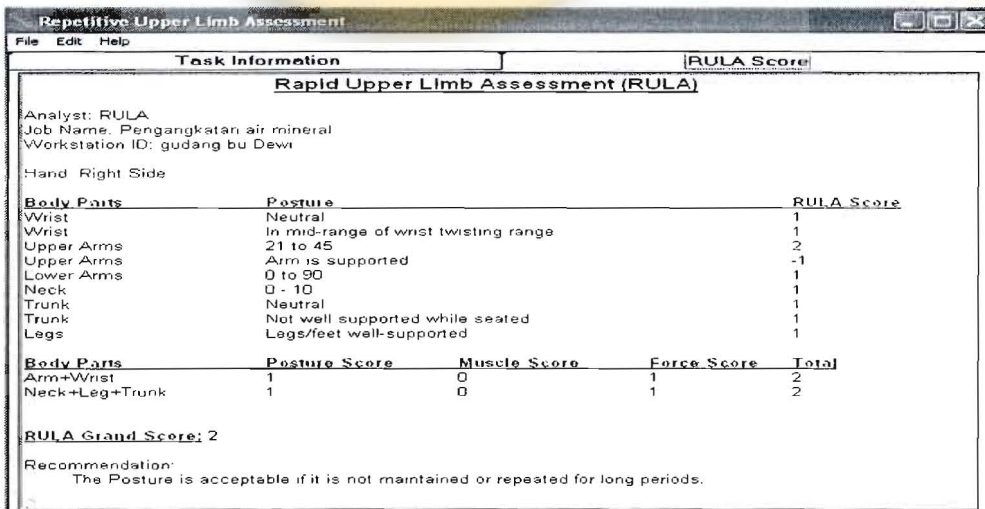 Repetitive Upper Limb Assessment
File Edit Help
Task Information RULA Score
Rapid Upper Limb Assessment (RULA)
Analyst: RULA
Job Name. Pengangkatan air mineral
Workstation ID: gudang bu Dewi
Hand Right Side
Body Parts Posture RULA Score
Wrist Neutral 1
Wrist In mid-range of wrist twisting range 1
Upper Arms 21 to 45 2
Upper Arms Arm is supported -1
Lower Arms 0 to 90 1
Neck 0 - 10 1
Trunk Neutral 1
Trunk Not well supported while seated 1
Legs Legs/feet well-supported 1
Body Parts Posture Score Muscle Score Force Score Total
Arm+Wrist 1 0 1 2
Neck+Leg+Trunk 1 0 1 2
RULA Grand Score: 2
Recommendation:
The Posture is acceptable if it is not maintained or repeated for long periods.